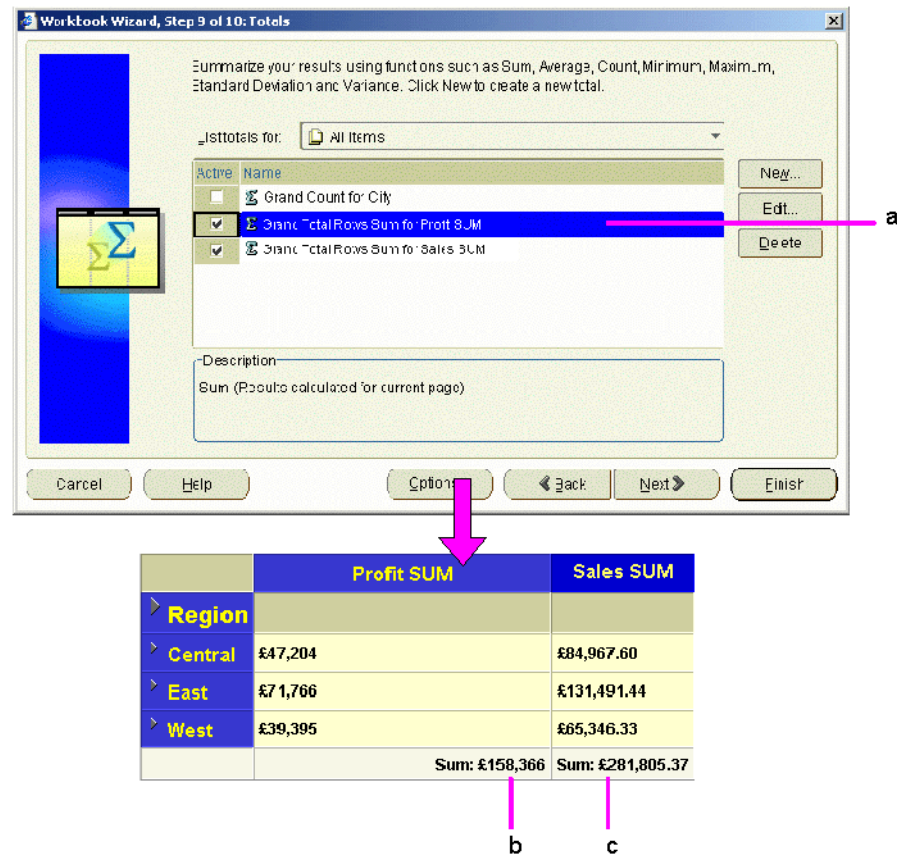 Workbook Wizard, Step 9 of 10: Totals
Summarize your results using functions such as Sum, Average, Count, Minimum, Maximum,
Standard Deviation and Variance. Click New to create a new total.
List totals for: All Items
Active Name
New...
Grand Count for City
Edit...
a
Grand Total Rows Sum for Profit SUM
Delete
Grand Total Rows Sum for Sales SUM
Description
Sum (Results calculated for current page)
Cancel Help Options Back Next Finish
Profit SUM Sales SUM
Region
Central £47,204 £84,967.60
East £71,766 £131,491.44
West £39,395 £65,346.33
Sum: £158,366 Sum: £281,805.37
b c